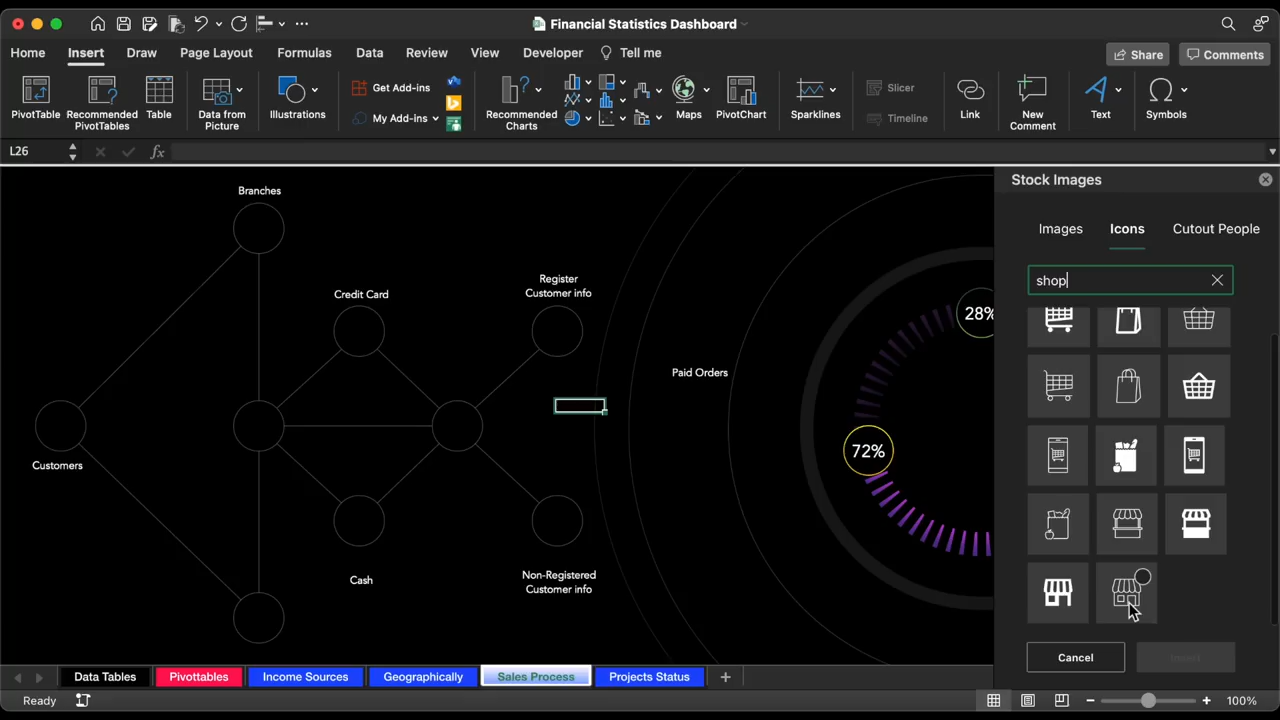 Financial Statistics Dashboard
Home
Insert
Draw
Page Layout
Formulas
Data
Review
View
Developer
Tell me
Share
Comments
PivotTable
Recommended
PivotTables
Table
Data from
Picture
Illustrations
Get Add-ins
My Add-ins
Recommended
Charts
Maps
PivotChart
Sparklines
Slicer
Timeline
Link
New
Comment
Text
Symbols
L26
fx
Branches
Credit Card
Register
Customer info
Customers
Cash
Non-Registered
Customer info
Paid Orders
28%
72%
Stock Images
Images
Icons
Cutout People
shop
Cancel
Insert
Data Tables
Pivottables
Income Sources
Geographically
Sales Process
Projects Status
Ready
100%